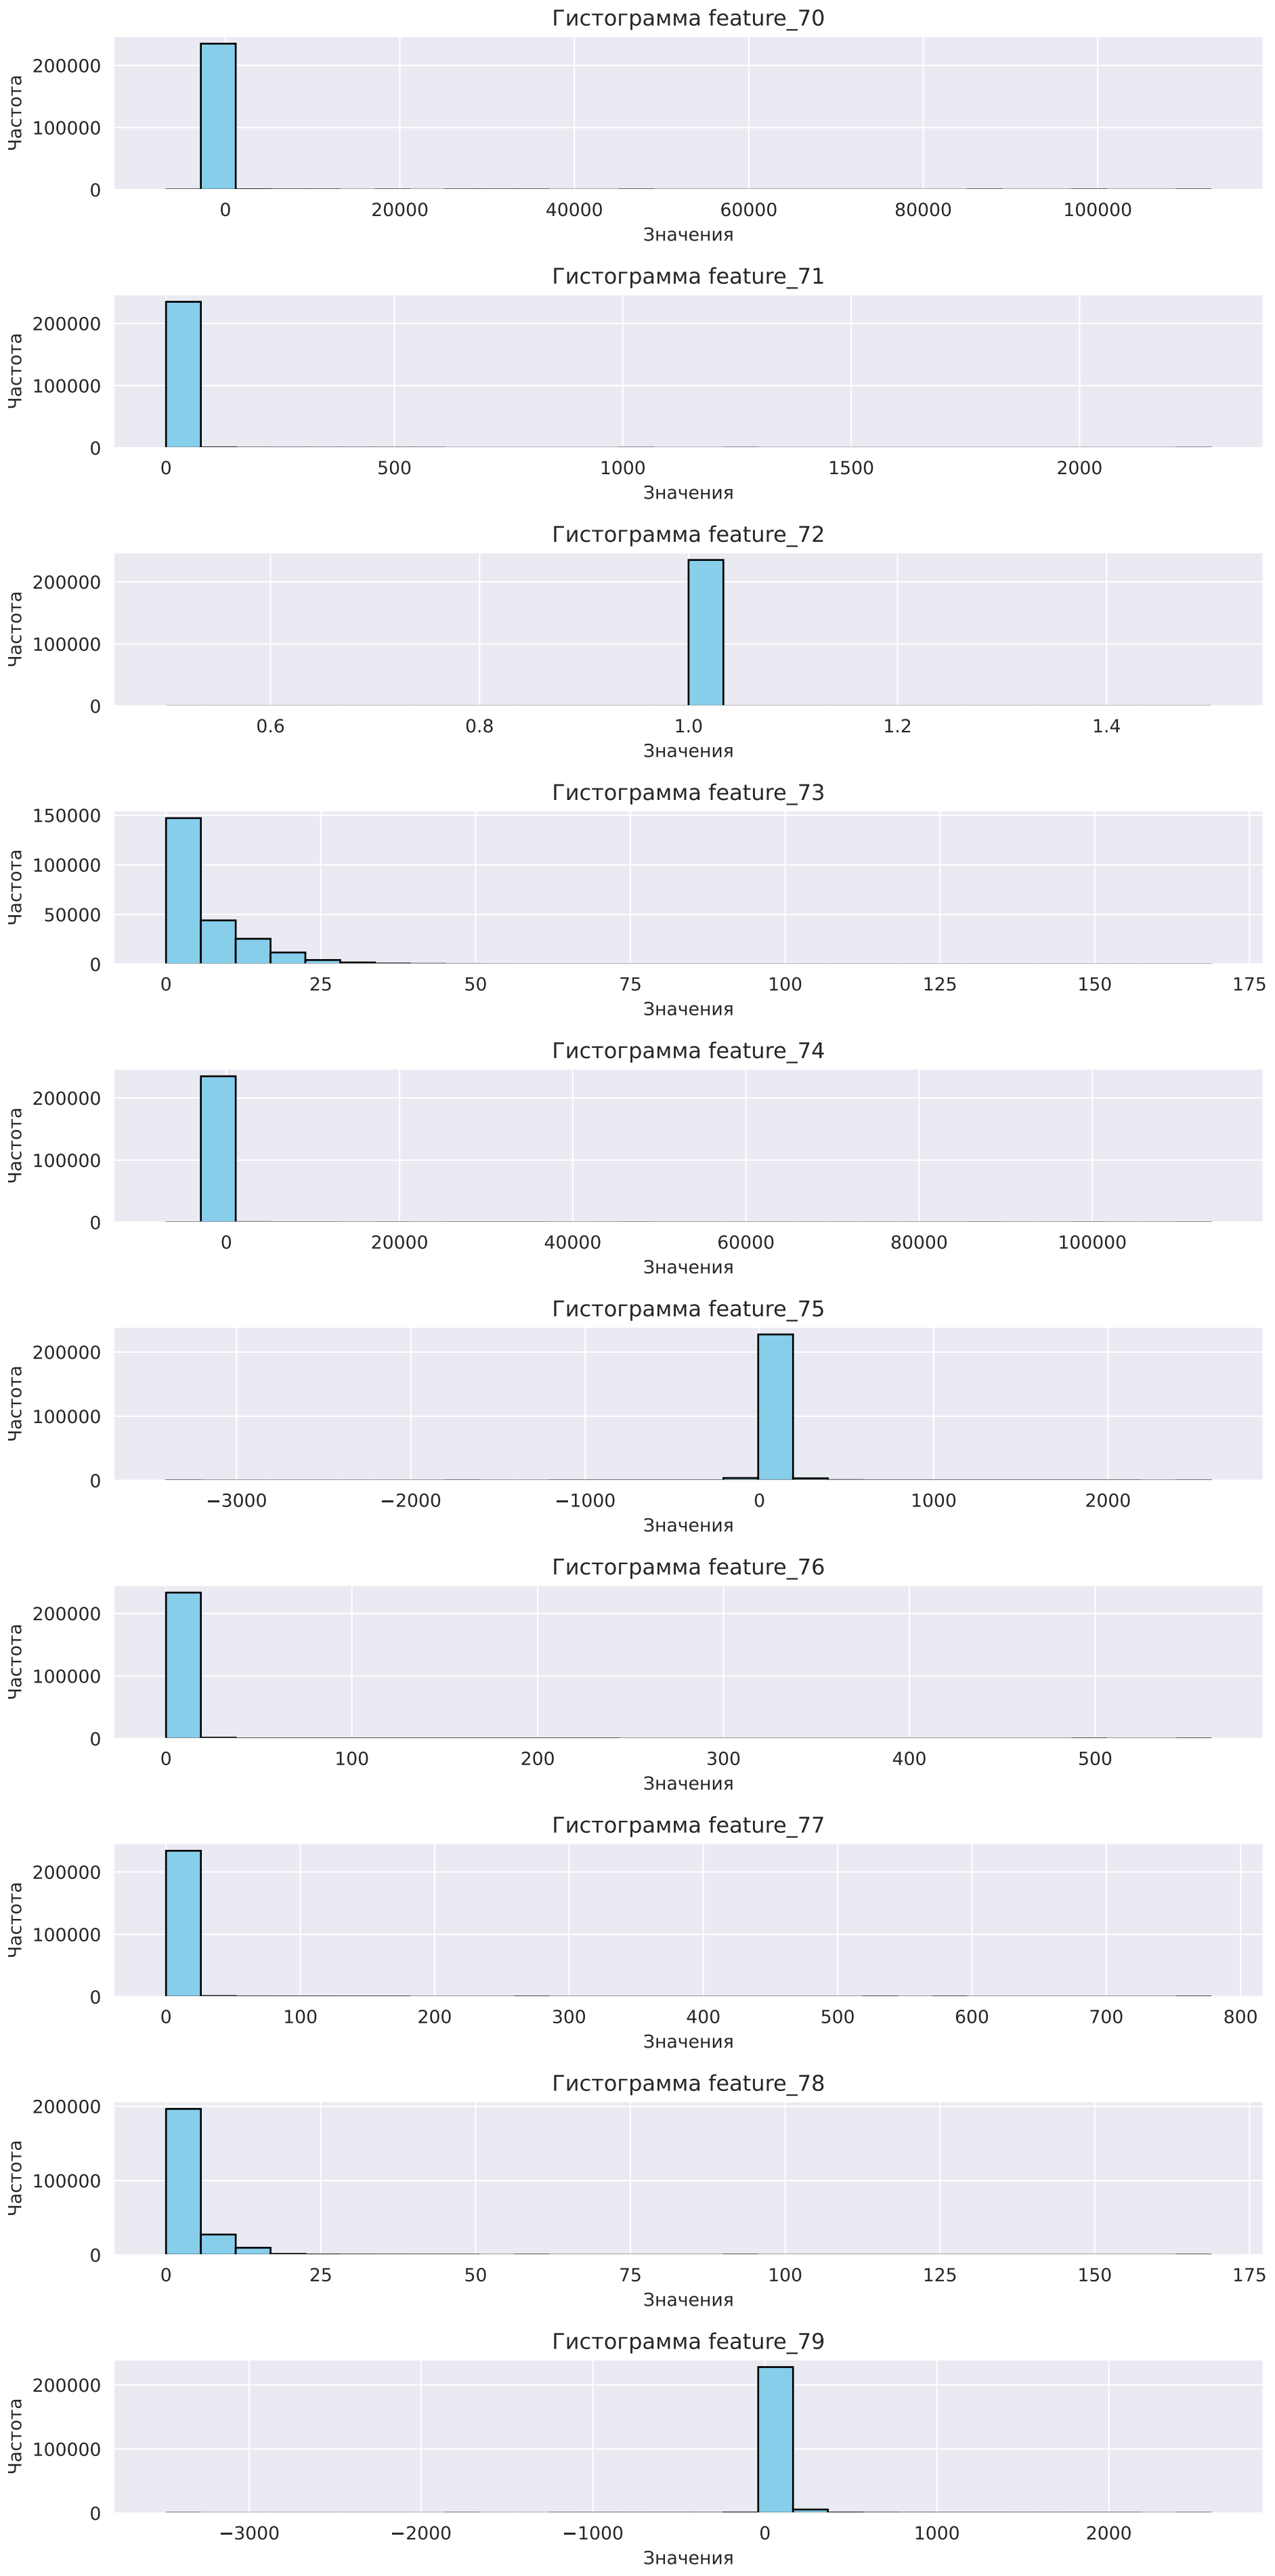 Гистограмма feature_70
200000
100000
0
Частота
0 20000 40000 60000 80000 100000
Значения
Гистограмма feature_71
200000
100000
0
Частота
0 500 1000 1500 2000
Значения
Гистограмма feature_72
200000
100000
0
Частота
0.6 0.8 1.0 1.2 1.4
Значения
Гистограмма feature_73
150000
100000
50000
0
Частота
0 25 50 75 100 125 150 175
Значения
Гистограмма feature_74
200000
100000
0
Частота
0 20000 40000 60000 80000 100000
Значения
Гистограмма feature_75
200000
100000
0
Частота
−3000 −2000 −1000 0 1000 2000
Значения
Гистограмма feature_76
200000
100000
0
Частота
0 100 200 300 400 500
Значения
Гистограмма feature_77
200000
100000
0
Частота
0 100 200 300 400 500 600 700 800
Значения
Гистограмма feature_78
200000
100000
0
Частота
0 25 50 75 100 125 150 175
Значения
Гистограмма feature_79
200000
100000
0
Частота
−3000 −2000 −1000 0 1000 2000
Значения